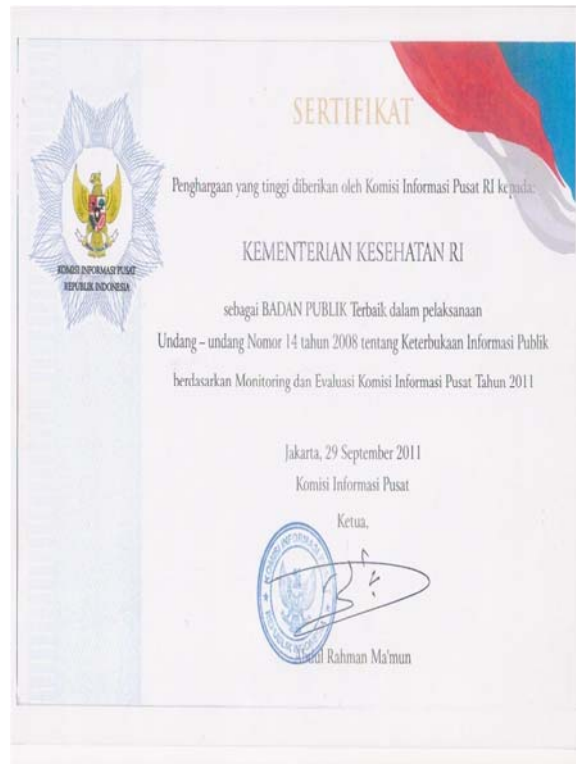 SERTIFIKAT
Penghargaan yang tinggi diberikan oleh Komisi Informasi Pusat RI kepada:
KOMISI INFORMASI PUSAT
REPUBLIK INDONESIA
KEMENTERIAN KESEHATAN RI
sebagai BADAN PUBLIK Terbaik dalam pelaksanaan
Undang – undang Nomor 14 tahun 2008 tentang Keterbukaan Informasi Publik
berdasarkan Monitoring dan Evaluasi Komisi Informasi Pusat Tahun 2011
Jakarta, 29 September 2011
Komisi Informasi Pusat
Ketua,
Abdul Rahman Ma'mun